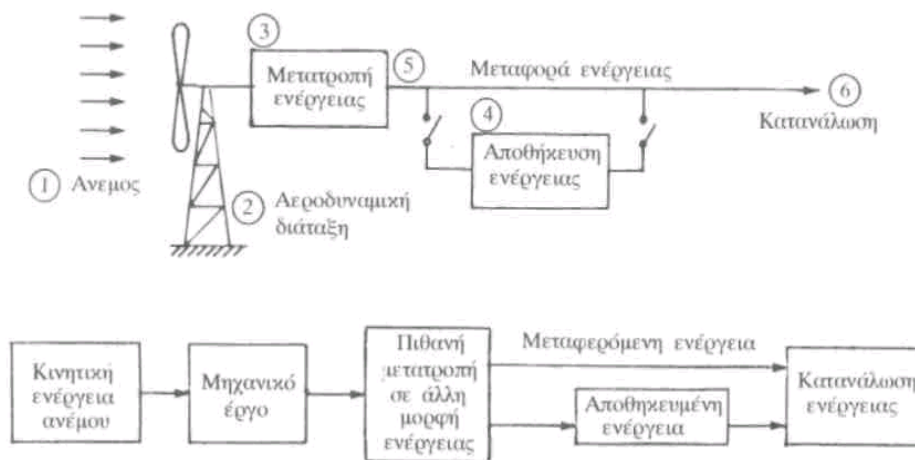 ③
Μετατροπή
ενέργειας
⑤
Μεταφορά ενέργειας
⑥
Κατανάλωση
④
Αποθήκευση
ενέργειας
① Ανεμος
② Αεροδυναμική
διάταξη
Κινητική
ενέργεια
ανέμου
Μηχανικό
έργο
Πιθανή
μετατροπή
σε άλλη
μορφή
ενέργειας
Μεταφερόμενη ενέργεια
Αποθηκευμένη
ενέργεια
Κατανάλωση
ενέργειας